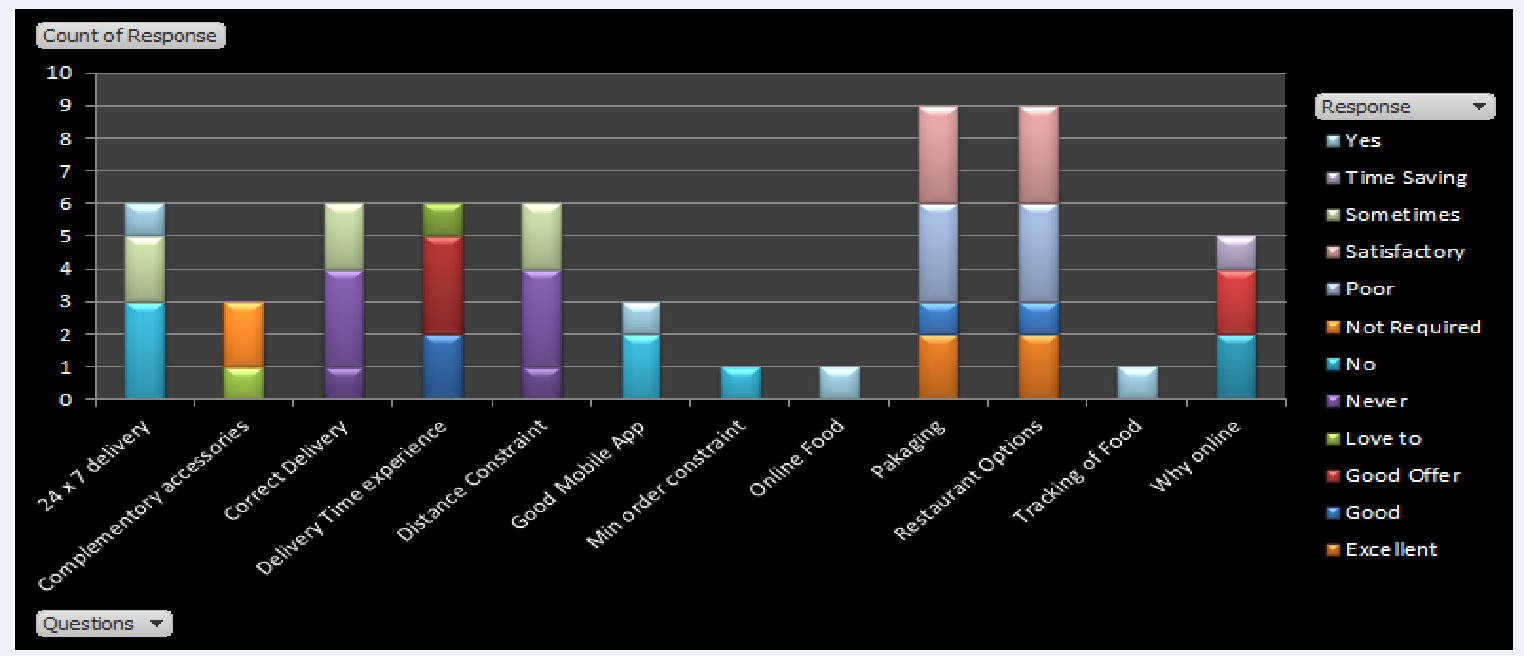 Count of Response
10
9
8
7
6
5
4
3
2
1
0
24 x 7 delivery
Complementory accessories
Correct Delivery
Delivery Time experience
Distance Constraint
Good Mobile App
Min order constraint
Online Food
Pakaging
Restaurant Options
Tracking of Food
Why online
Response
Yes
Time Saving
Sometimes
Satisfactory
Poor
Not Required
No
Never
Love to
Good Offer
Good
Excellent
Questions